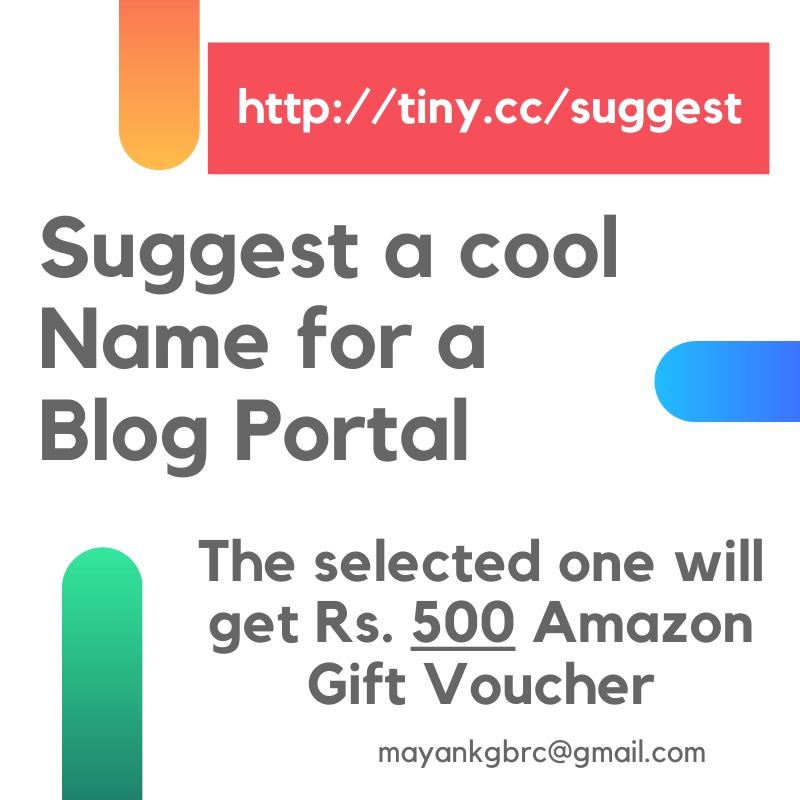 http://tiny.cc/suggest
Suggest a cool
Name for a
Blog Portal
The selected one will
get Rs. 500 Amazon
Gift Voucher
mayankgbrc@gmail.com